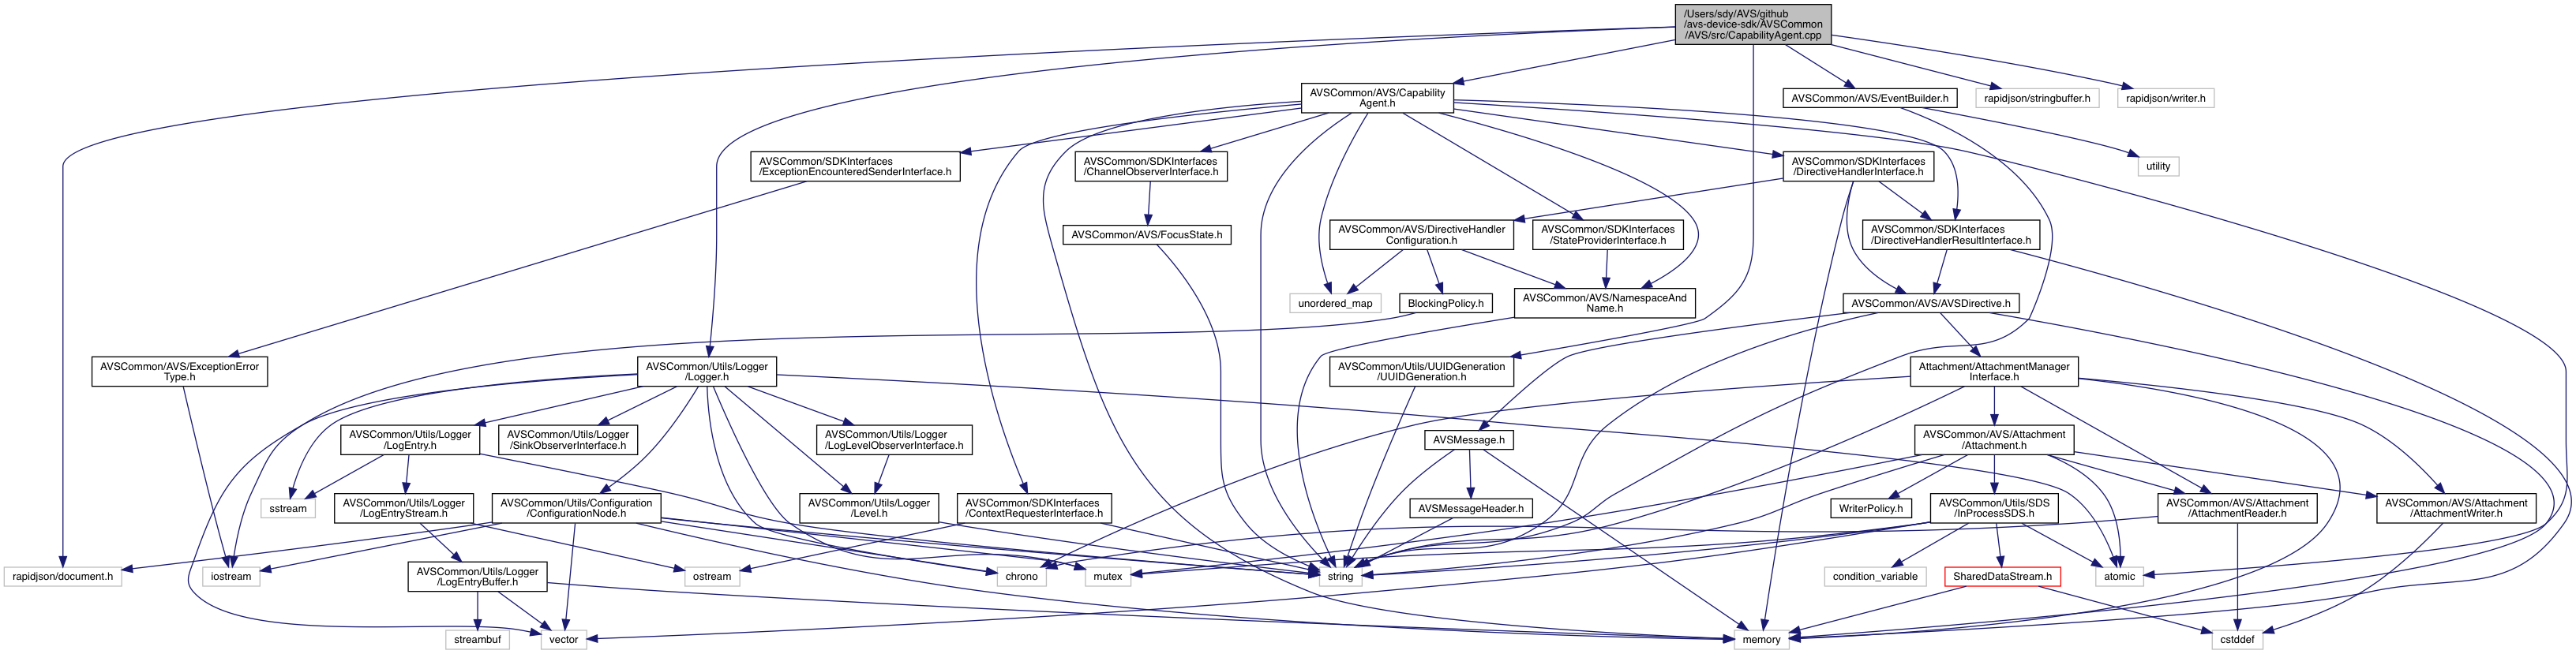 /Users/sdy/AVS/github
/avs-device-sdk/AVSCommon
/AVS/src/CapabilityAgent.cpp
AVSCommon/AVS/Capability
Agent.h
AVSCommon/AVS/EventBuilder.h
rapidjson/stringbuffer.h
rapidjson/writer.h
AVSCommon/SDKInterfaces
/ExceptionEncounteredSenderInterface.h
AVSCommon/SDKInterfaces
/ChannelObserverInterface.h
AVSCommon/SDKInterfaces
/DirectiveHandlerInterface.h
utility
AVSCommon/AVS/FocusState.h
AVSCommon/AVS/DirectiveHandler
Configuration.h
AVSCommon/SDKInterfaces
/StateProviderInterface.h
AVSCommon/SDKInterfaces
/DirectiveHandlerResultInterface.h
unordered_map
BlockingPolicy.h
AVSCommon/AVS/NamespaceAnd
Name.h
AVSCommon/AVS/AVSDirective.h
AVSCommon/AVS/ExceptionError
Type.h
AVSCommon/Utils/Logger
/Logger.h
AVSCommon/Utils/UUIDGeneration
/UUIDGeneration.h
Attachment/AttachmentManager
Interface.h
AVSCommon/Utils/Logger
/LogEntry.h
AVSCommon/Utils/Logger
/SinkObserverInterface.h
AVSCommon/Utils/Logger
/LogLevelObserverInterface.h
AVSMessage.h
AVSCommon/AVS/Attachment
/Attachment.h
sstream
AVSCommon/Utils/Logger
/LogEntryStream.h
AVSCommon/Utils/Configuration
/ConfigurationNode.h
AVSCommon/Utils/Logger
/Level.h
AVSCommon/SDKInterfaces
/ContextRequesterInterface.h
AVSMessageHeader.h
WriterPolicy.h
AVSCommon/Utils/SDS
/InProcessSDS.h
AVSCommon/AVS/Attachment
/AttachmentReader.h
AVSCommon/AVS/Attachment
/AttachmentWriter.h
rapidjson/document.h
iostream
AVSCommon/Utils/Logger
/LogEntryBuffer.h
ostream
chrono
mutex
string
condition_variable
SharedDataStream.h
atomic
streambuf
vector
memory
cstddef